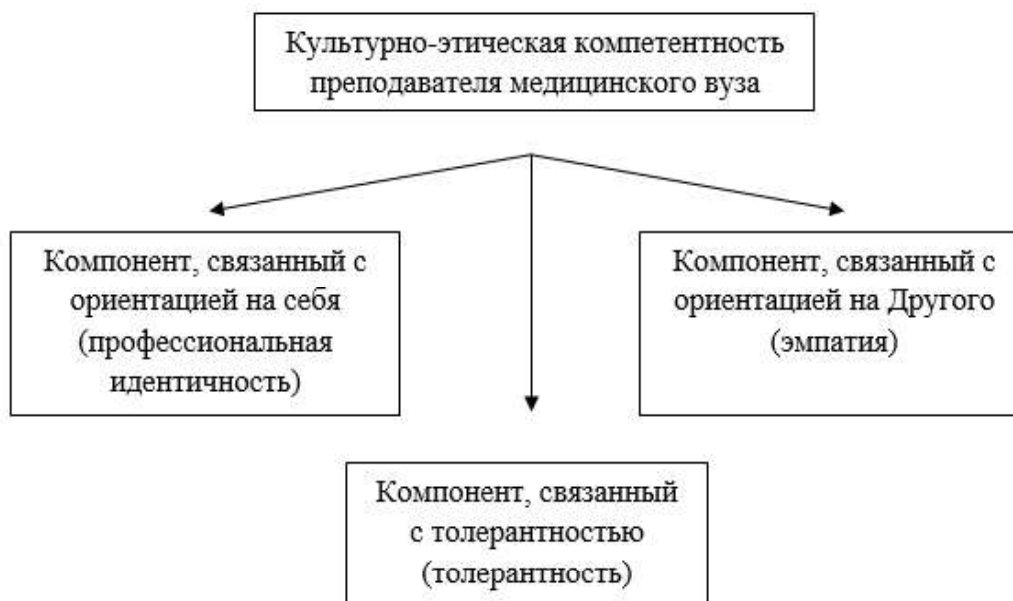 Культурно-этическая компетентность
преподавателя медицинского вуза
Компонент, связанный с
ориентацией на себя
(профессиональная
идентичность)
Компонент, связанный с
ориентацией на Другого
(эмпатия)
Компонент, связанный
с толерантностью
(толерантность)